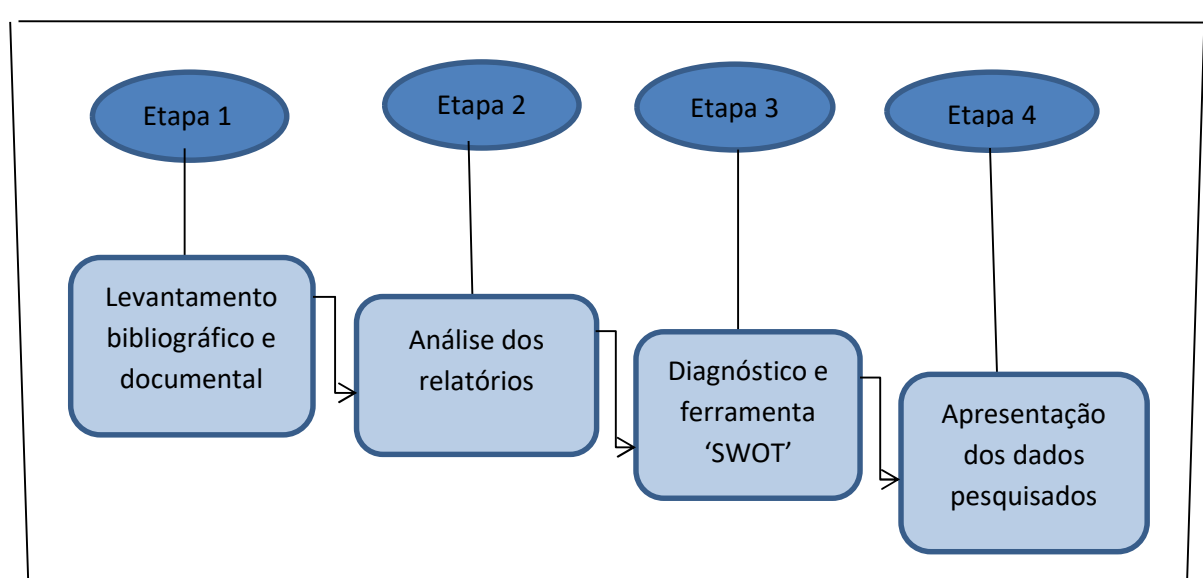 Etapa 1
Etapa 2
Etapa 3
Etapa 4
Levantamento
bibliográfico e
documental
Análise dos
relatórios
Diagnóstico e
ferramenta
‘SWOT’
Apresentação
dos dados
pesquisados